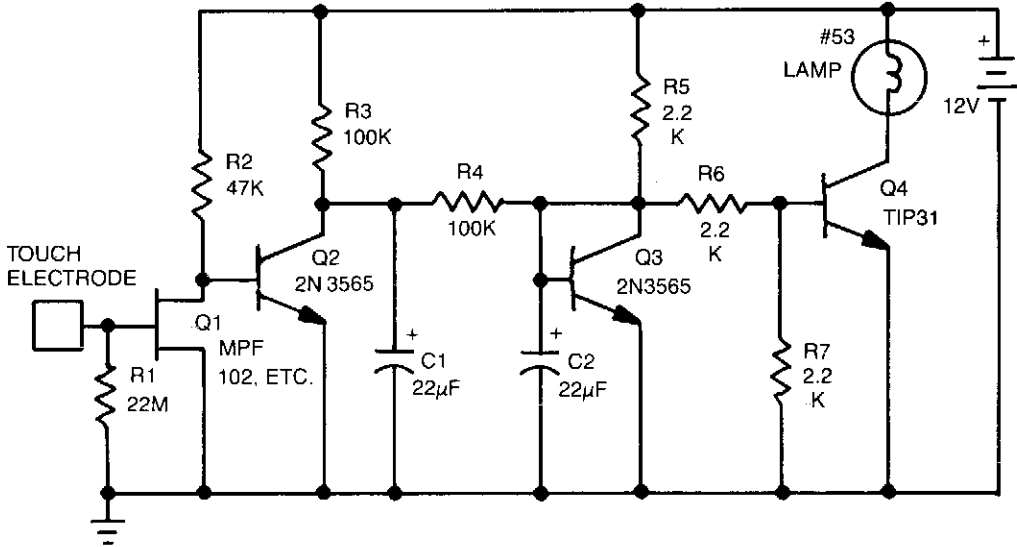 #53
LAMP
+
12V
R5
2.2
K
R3
100K
R2
47K
R4
100K
R6
2.2
K
Q4
TIP31
TOUCH
ELECTRODE
Q2
2N 3565
Q3
2N3565
Q1
MPF
102, ETC.
+
C1
22µF
+
C2
22µF
R1
22M
R7
2.2
K